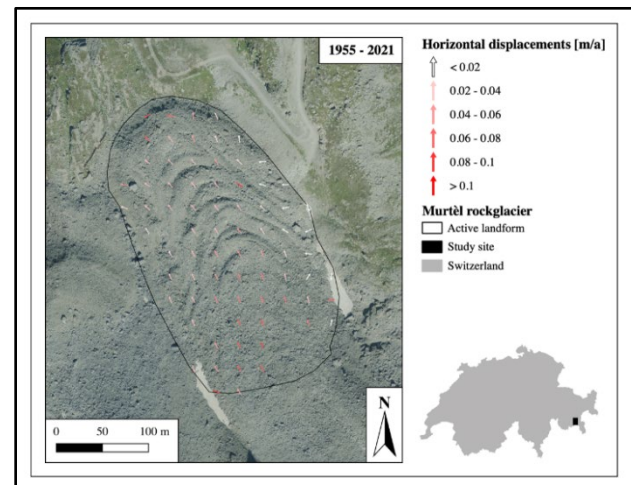 1955 - 2021
Horizontal displacements [m/a]
< 0.02
0.02 - 0.04
0.04 - 0.06
0.06 - 0.08
0.08 - 0.1
> 0.1
Murtèl rockglacier
Active landform
Study site
Switzerland
N
0 50 100 m